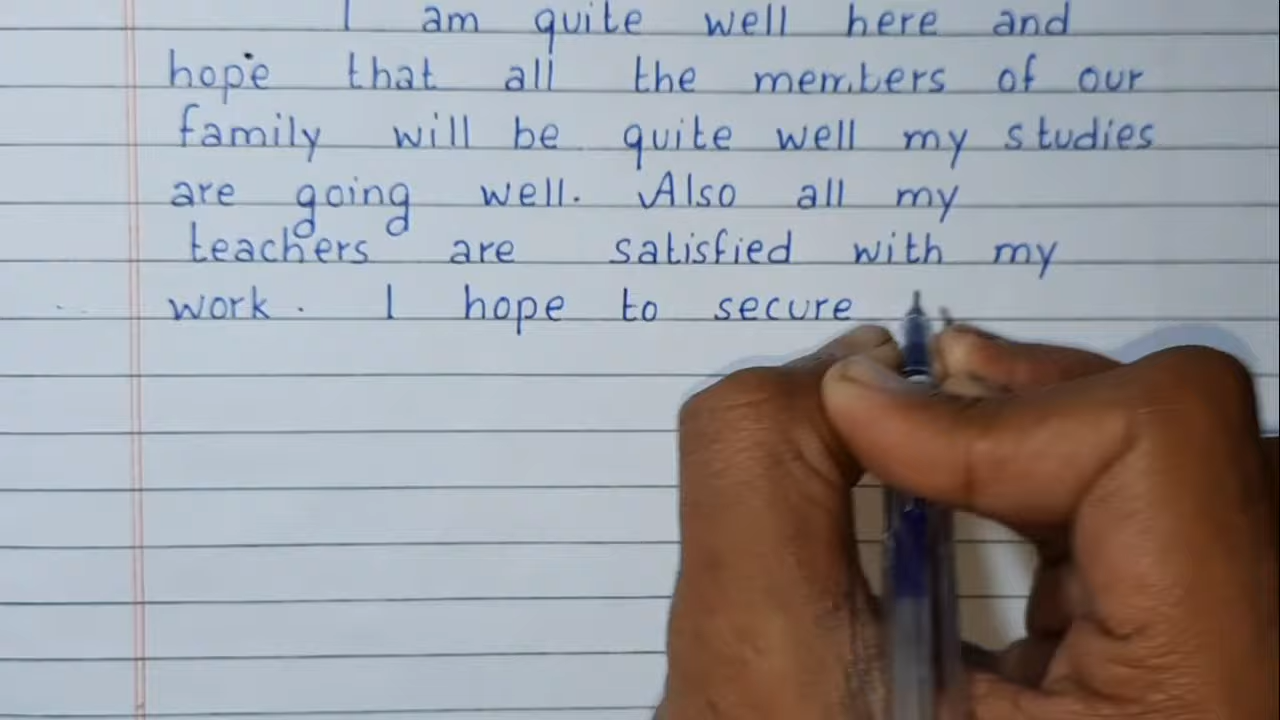 I am quite well here and
hope that all the members of our
family will be quite well my studies
are going well. Also all my
teachers are satisfied with my
work. I hope to secure